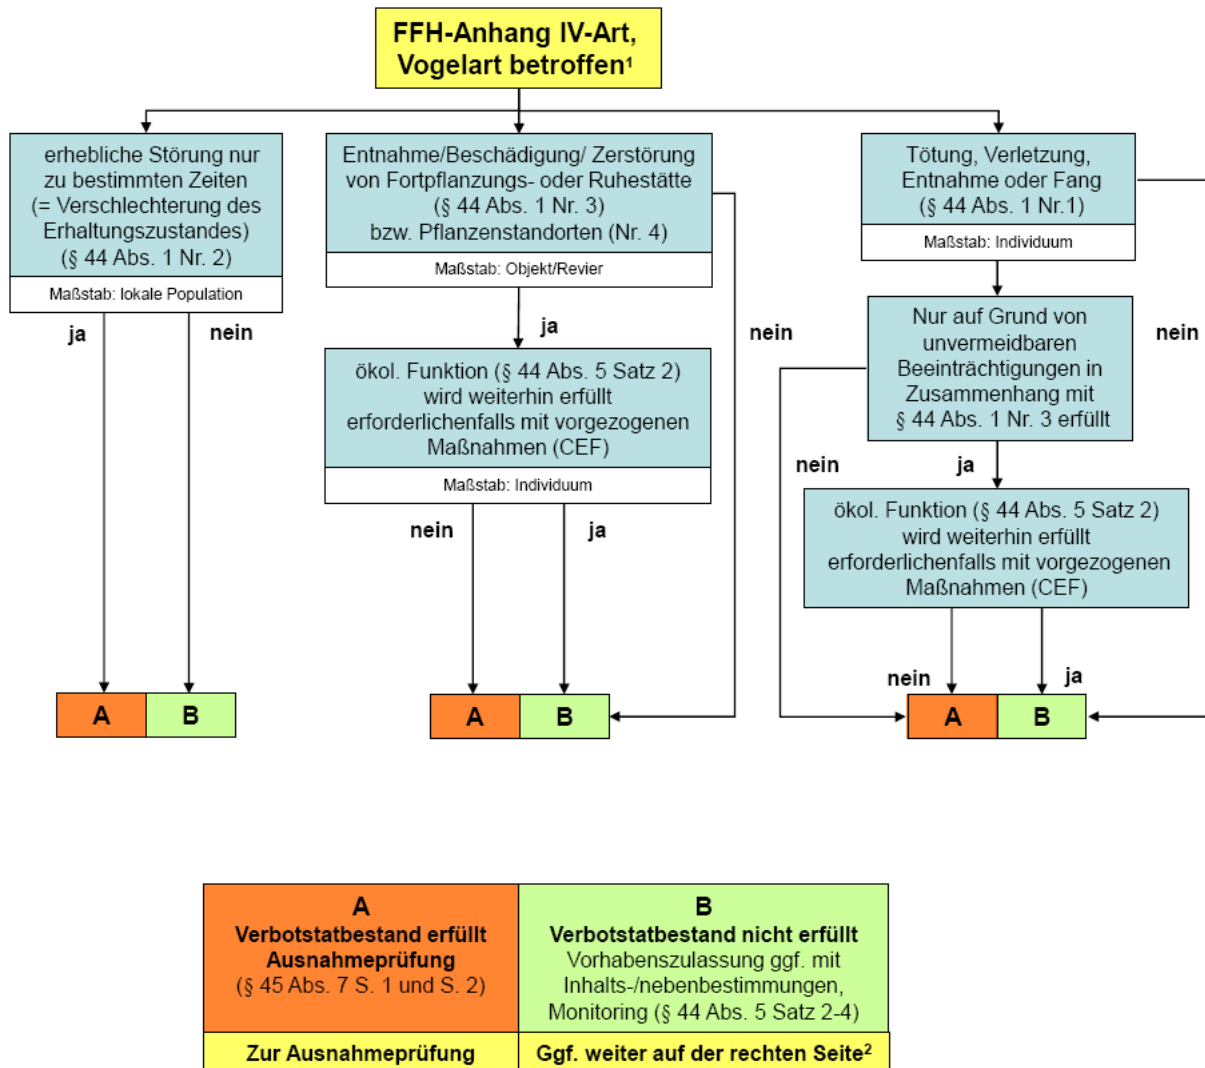 FFH-Anhang IV-Art,
Vogelart betroffen¹
erhebliche Störung nur
zu bestimmten Zeiten
(= Verschlechterung des
Erhaltungszustandes)
(§ 44 Abs. 1 Nr. 2)
Maßstab: lokale Population
ja
nein
Entnahme/Beschädigung/ Zerstörung
von Fortpflanzungs- oder Ruhestätte
(§ 44 Abs. 1 Nr. 3)
bzw. Pflanzenstandorten (Nr. 4)
Maßstab: Objekt/Revier
ja
nein
ökol. Funktion (§ 44 Abs. 5 Satz 2)
wird weiterhin erfüllt
erforderlichenfalls mit vorgezogenen
Maßnahmen (CEF)
Maßstab: Individuum
nein
ja
Tötung, Verletzung,
Entnahme oder Fang
(§ 44 Abs. 1 Nr.1)
Maßstab: Individuum
nein
Nur auf Grund von
unvermeidbaren
Beeinträchtigungen in
Zusammenhang mit
§ 44 Abs. 1 Nr. 3 erfüllt
nein
ja
ökol. Funktion (§ 44 Abs. 5 Satz 2)
wird weiterhin erfüllt
erforderlichenfalls mit vorgezogenen
Maßnahmen (CEF)
nein
ja
A B
A B
A B
A
Verbotstatbestand erfüllt
Ausnahmeprüfung
(§ 45 Abs. 7 S. 1 und S. 2)
Zur Ausnahmeprüfung
B
Verbotstatbestand nicht erfüllt
Vorhabenszulassung ggf. mit
Inhalts-/nebenbestimmungen,
Monitoring (§ 44 Abs. 5 Satz 2-4)
Ggf. weiter auf der rechten Seite²